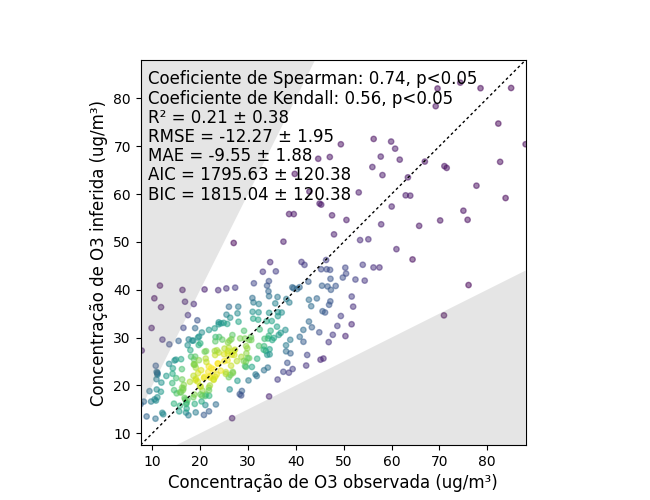 Coeficiente de Spearman: 0.74, p<0.05
Coeficiente de Kendall: 0.56, p<0.05
R² = 0.21 ± 0.38
RMSE = -12.27 ± 1.95
MAE = -9.55 ± 1.88
AIC = 1795.63 ± 120.38
BIC = 1815.04 ± 120.38
Concentração de O3 inferida (ug/m³)
80
70
60
50
40
30
20
10
10 20 30 40 50 60 70 80
Concentração de O3 observada (ug/m³)